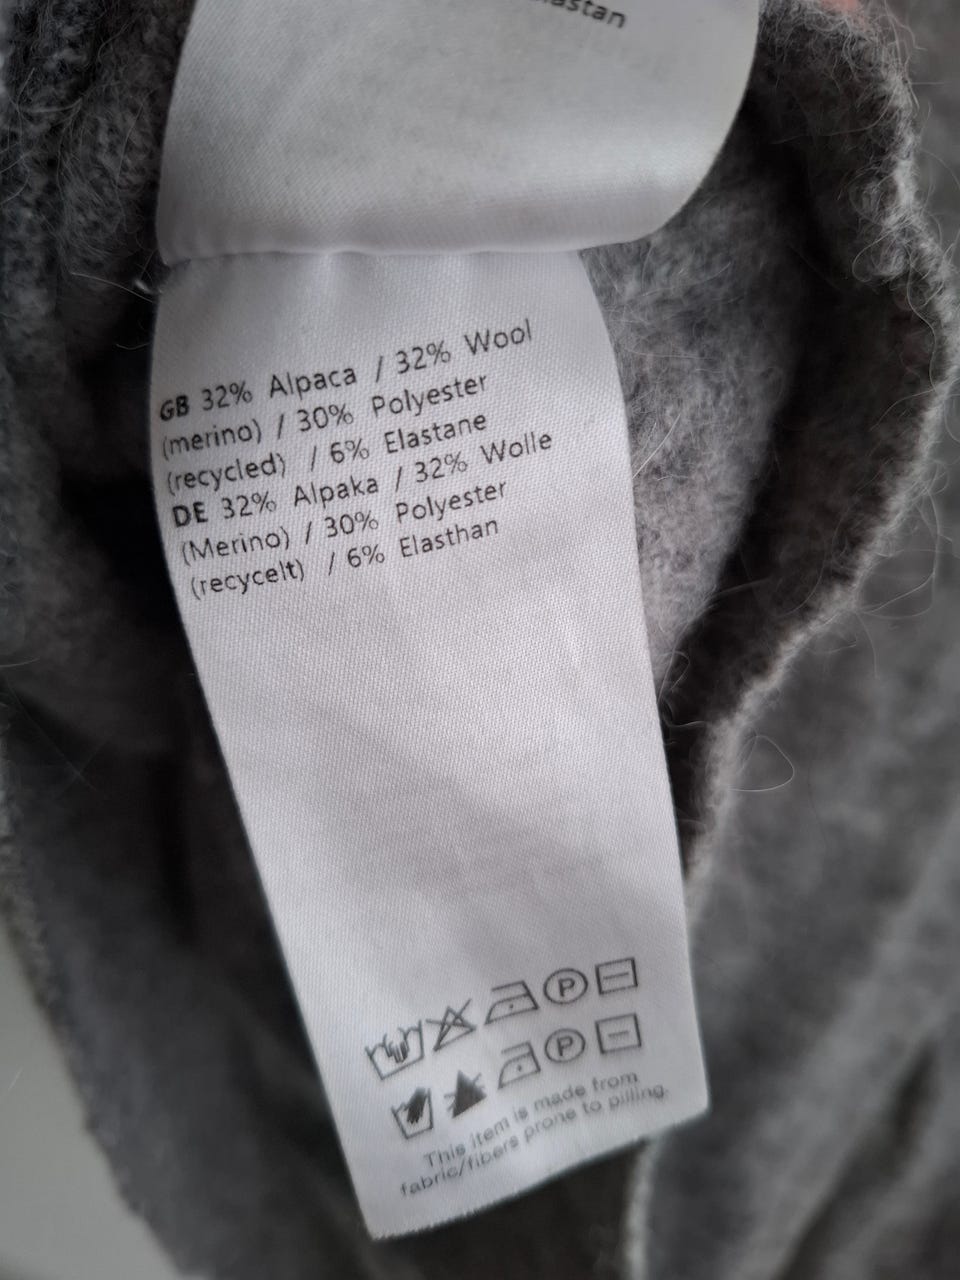 GB 32% Alpaca / 32% Wool
(merino) / 30% Polyester
(recycled) / 6% Elastane
DE 32% Alpaka / 32% Wolle
(Merino) / 30% Polyester
(recycelt) / 6% Elasthan
P
P
This item is made from
fabric/fibers prone to pilling.